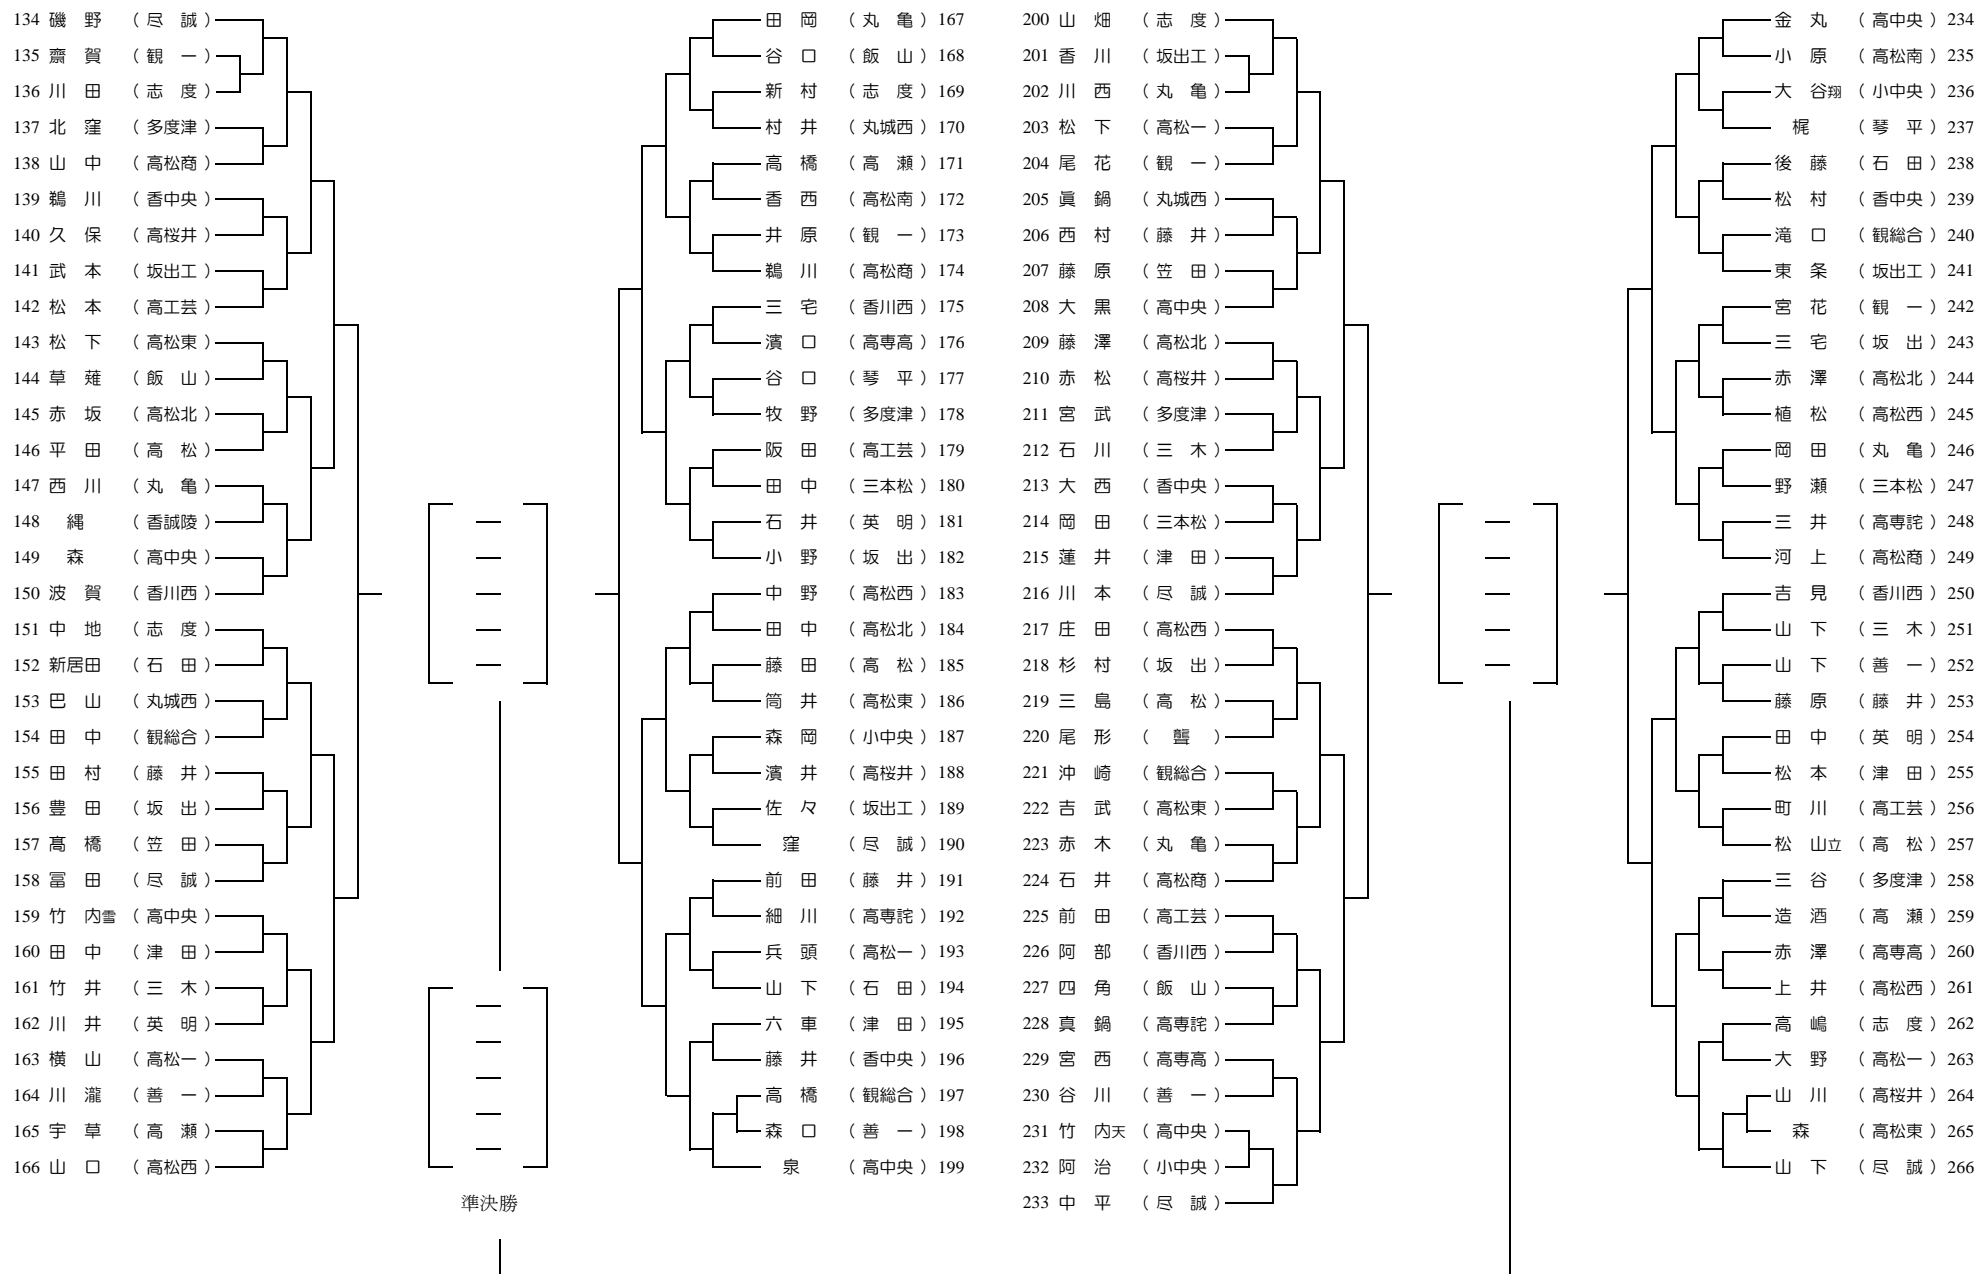 134 磯 野 （ 尽 誠 ）
135 齋 賀 （ 観 一 ）
136 川 田 （ 志 度 ）
137 北 窪 （ 多度津 ）
138 山 中 （ 高松商 ）
139 鵜 川 （ 香中央 ）
140 久 保 （ 高桜井 ）
141 武 本 （ 坂出工 ）
142 松 本 （ 高工芸 ）
143 松 下 （ 高松東 ）
144 草 薙 （ 飯 山 ）
145 赤 坂 （ 高松北 ）
146 平 田 （ 高 松 ）
147 西 川 （ 丸 亀 ）
148 縄 （ 香誠陵 ）
149 森 （ 高中央 ）
150 波 賀 （ 香川西 ）
151 中 地 （ 志 度 ）
152 新居田 （ 石 田 ）
153 巴 山 （ 丸城西 ）
154 田 中 （ 観総合 ）
155 田 村 （ 藤 井 ）
156 豊 田 （ 坂 出 ）
157 髙 橋 （ 笠 田 ）
158 冨 田 （ 尽 誠 ）
159 竹 内雪 （ 高中央 ）
160 田 中 （ 津 田 ）
161 竹 井 （ 三 木 ）
162 川 井 （ 英 明 ）
163 横 山 （ 高松一 ）
164 川 瀧 （ 善 一 ）
165 宇 草 （ 高 瀬 ）
166 山 口 （ 高松西 ）
準決勝
田 岡 （ 丸 亀 ） 167
谷 口 （ 飯 山 ） 168
新 村 （ 志 度 ） 169
村 井 （ 丸城西 ） 170
高 橋 （ 高 瀬 ） 171
香 西 （ 高松南 ） 172
井 原 （ 観 一 ） 173
鵜 川 （ 高松商 ） 174
三 宅 （ 香川西 ） 175
濱 口 （ 高専高 ） 176
谷 口 （ 琴 平 ） 177
牧 野 （ 多度津 ） 178
阪 田 （ 高工芸 ） 179
田 中 （ 三本松 ） 180
石 井 （ 英 明 ） 181
小 野 （ 坂 出 ） 182
中 野 （ 高松西 ） 183
田 中 （ 高松北 ） 184
藤 田 （ 高 松 ） 185
筒 井 （ 高松東 ） 186
森 岡 （ 小中央 ） 187
濱 井 （ 高桜井 ） 188
佐 々 （ 坂出工 ） 189
窪 （ 尽 誠 ） 190
前 田 （ 藤 井 ） 191
細 川 （ 高専詫 ） 192
兵 頭 （ 高松一 ） 193
山 下 （ 石 田 ） 194
六 車 （ 津 田 ） 195
藤 井 （ 香中央 ） 196
高 橋 （ 観総合 ） 197
森 口 （ 善 一 ） 198
泉 （ 高中央 ） 199
200 山 畑 （ 志 度 ）
201 香 川 （ 坂出工 ）
202 川 西 （ 丸 亀 ）
203 松 下 （ 高松一 ）
204 尾 花 （ 観 一 ）
205 眞 鍋 （ 丸城西 ）
206 西 村 （ 藤 井 ）
207 藤 原 （ 笠 田 ）
208 大 黒 （ 高中央 ）
209 藤 澤 （ 高松北 ）
210 赤 松 （ 高桜井 ）
211 宮 武 （ 多度津 ）
212 石 川 （ 三 木 ）
213 大 西 （ 香中央 ）
214 岡 田 （ 三本松 ）
215 蓮 井 （ 津 田 ）
216 川 本 （ 尽 誠 ）
217 庄 田 （ 高松西 ）
218 杉 村 （ 坂 出 ）
219 三 島 （ 高 松 ）
220 尾 形 （ 聾 ）
221 沖 崎 （ 観総合 ）
222 吉 武 （ 高松東 ）
223 赤 木 （ 丸 亀 ）
224 石 井 （ 高松商 ）
225 前 田 （ 高工芸 ）
226 阿 部 （ 香川西 ）
227 四 角 （ 飯 山 ）
228 真 鍋 （ 高専詫 ）
229 宮 西 （ 高専高 ）
230 谷 川 （ 善 一 ）
231 竹 内天 （ 高中央 ）
232 阿 治 （ 小中央 ）
233 中 平 （ 尽 誠 ）
金 丸 （ 高中央 ） 234
小 原 （ 高松南 ） 235
大 谷翔 （ 小中央 ） 236
梶 （ 琴 平 ） 237
後 藤 （ 石 田 ） 238
松 村 （ 香中央 ） 239
滝 口 （ 観総合 ） 240
東 条 （ 坂出工 ） 241
宮 花 （ 観 一 ） 242
三 宅 （ 坂 出 ） 243
赤 澤 （ 高松北 ） 244
植 松 （ 高松西 ） 245
岡 田 （ 丸 亀 ） 246
野 瀬 （ 三本松 ） 247
三 井 （ 高専詫 ） 248
河 上 （ 高松商 ） 249
吉 見 （ 香川西 ） 250
山 下 （ 三 木 ） 251
山 下 （ 善 一 ） 252
藤 原 （ 藤 井 ） 253
田 中 （ 英 明 ） 254
松 本 （ 津 田 ） 255
町 川 （ 高工芸 ） 256
松 山立 （ 高 松 ） 257
三 谷 （ 多度津 ） 258
造 酒 （ 高 瀬 ） 259
赤 澤 （ 高専高 ） 260
上 井 （ 高松西 ） 261
高 嶋 （ 志 度 ） 262
大 野 （ 高松一 ） 263
山 川 （ 高桜井 ） 264
森 （ 高松東 ） 265
山 下 （ 尽 誠 ） 266